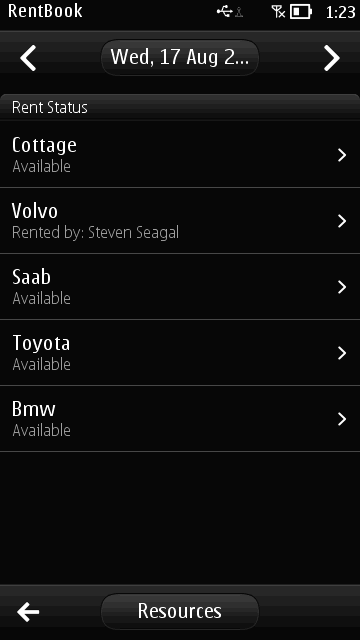 RentBook
1:23
Wed, 17 Aug 2...
Rent Status
Cottage
Available
Volvo
Rented by: Steven Seagal
Saab
Available
Toyota
Available
Bmw
Available
Resources